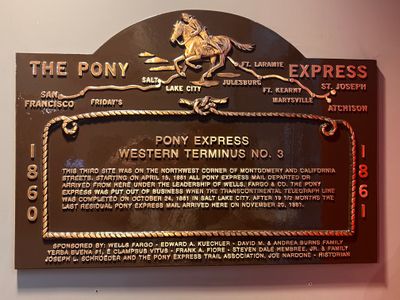 THE PONY EXPRESS
FT. LARAMIE
SALT LAKE CITY
JULESBURG
ST. JOSEPH
FT. KEARNY
SAN FRANCISCO
FRIDAY'S
MARYSVILLE
ATCHISON
PONY EXPRESS
WESTERN TERMINUS NO. 3
1860
1861
THIS THIRD SITE WAS ON THE NORTHWEST CORNER OF MONTGOMERY AND CALIFORNIA
STREETS. STARTING ON APRIL 15, 1861 ALL PONY EXPRESS MAIL DEPARTED OR
ARRIVED FROM HERE UNDER THE LEADERSHIP OF WELLS, FARGO & CO. THE PONY
EXPRESS WAS PUT OUT OF BUSINESS WHEN THE TRANSCONTINENTAL TELEGRAPH LINE
WAS COMPLETED ON OCTOBER 24, 1861 IN SALT LAKE CITY. AFTER 19 1/2 MONTHS THE
LAST RESIDUAL PONY EXPRESS MAIL ARRIVED HERE ON NOVEMBER 20, 1861.
SPONSORED BY: WELLS FARGO - EDWARD A. KUECHLER - DAVID M. & ANDREA BURNS FAMILY
YERBA BUENA #1, E CLAMPSUS VITUS - FRANK A. FIORE - STEVEN DALE HEMBREE, JR. & FAMILY
JOSEPH L. SCHROEDER AND THE PONY EXPRESS TRAIL ASSOCIATION, JOE NARDONE - HISTORIAN